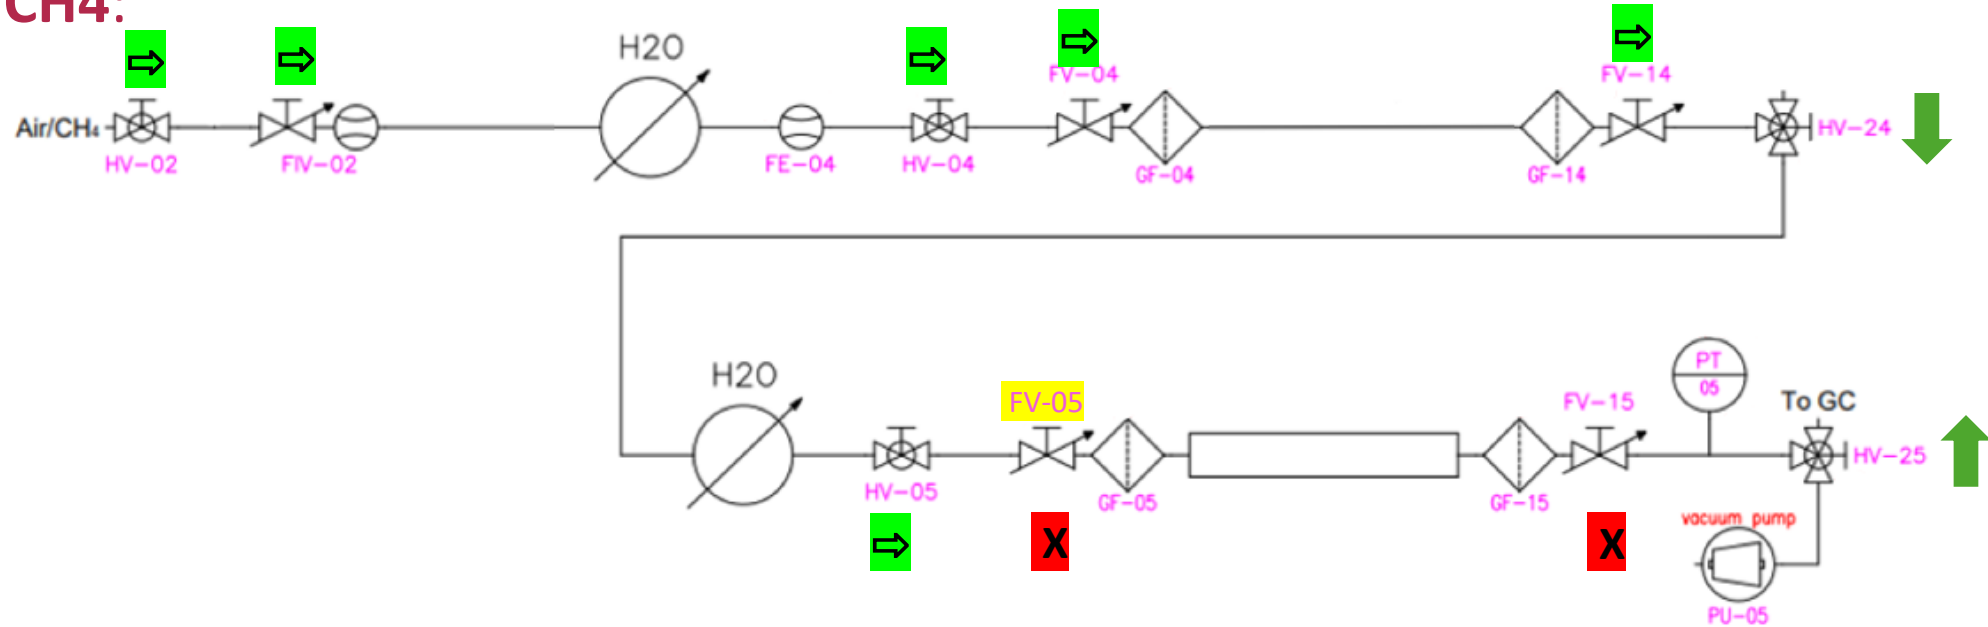 CH4:
H2O
FV-04
FV-14
Air/CH₄
HV-24
HV-02
FIV-02
FE-04
HV-04
GF-04
GF-14
H2O
FV-05
FV-15
PT
05
To GC
HV-25
HV-05
GF-05
GF-15
X
X
vacuum pump
PU-05